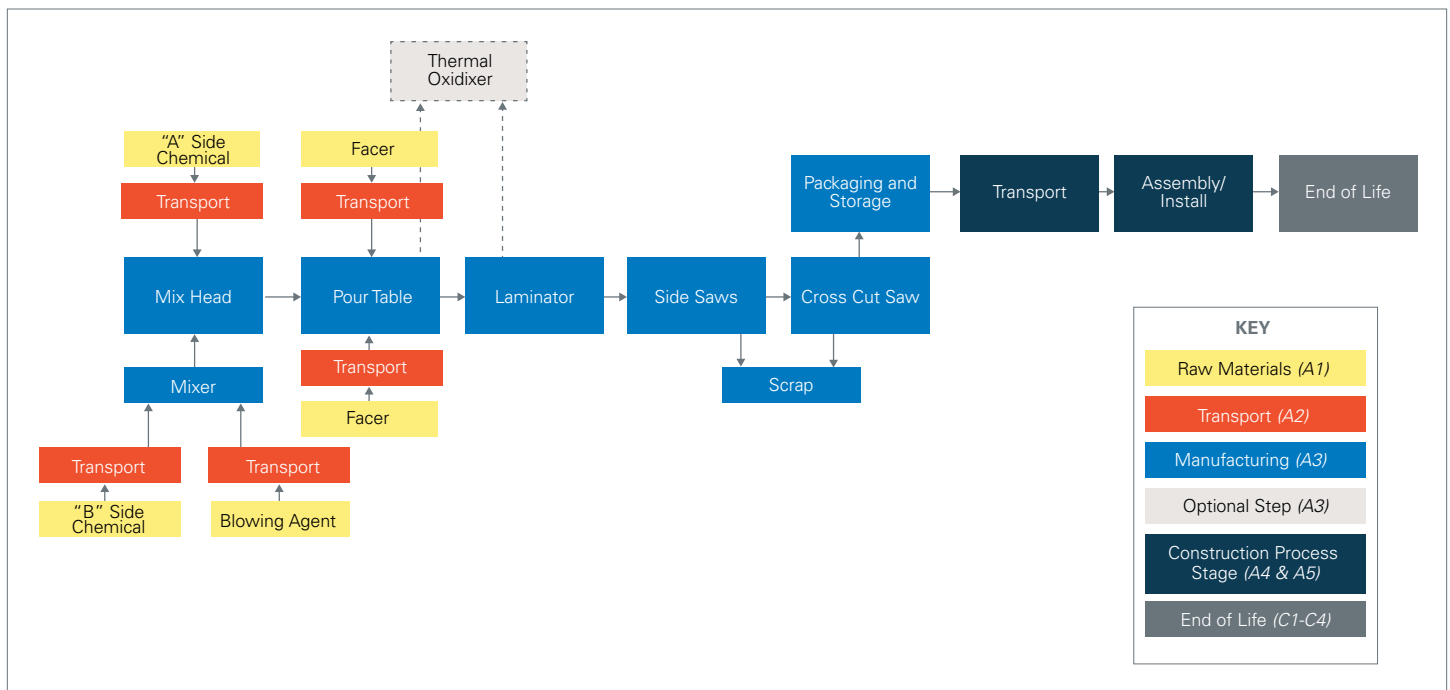 Thermal
Oxidixer
"A" Side
Chemical
Facer
Transport
Transport
Packaging and
Storage
Transport
Assembly/
Install
End of Life
Mix Head
Pour Table
Laminator
Side Saws
Cross Cut Saw
Transport
Mixer
Scrap
Facer
Transport
Transport
"B" Side
Chemical
Blowing Agent
KEY
Raw Materials (A1)
Transport (A2)
Manufacturing (A3)
Optional Step (A3)
Construction Process
Stage (A4 & A5)
End of Life (C1-C4)